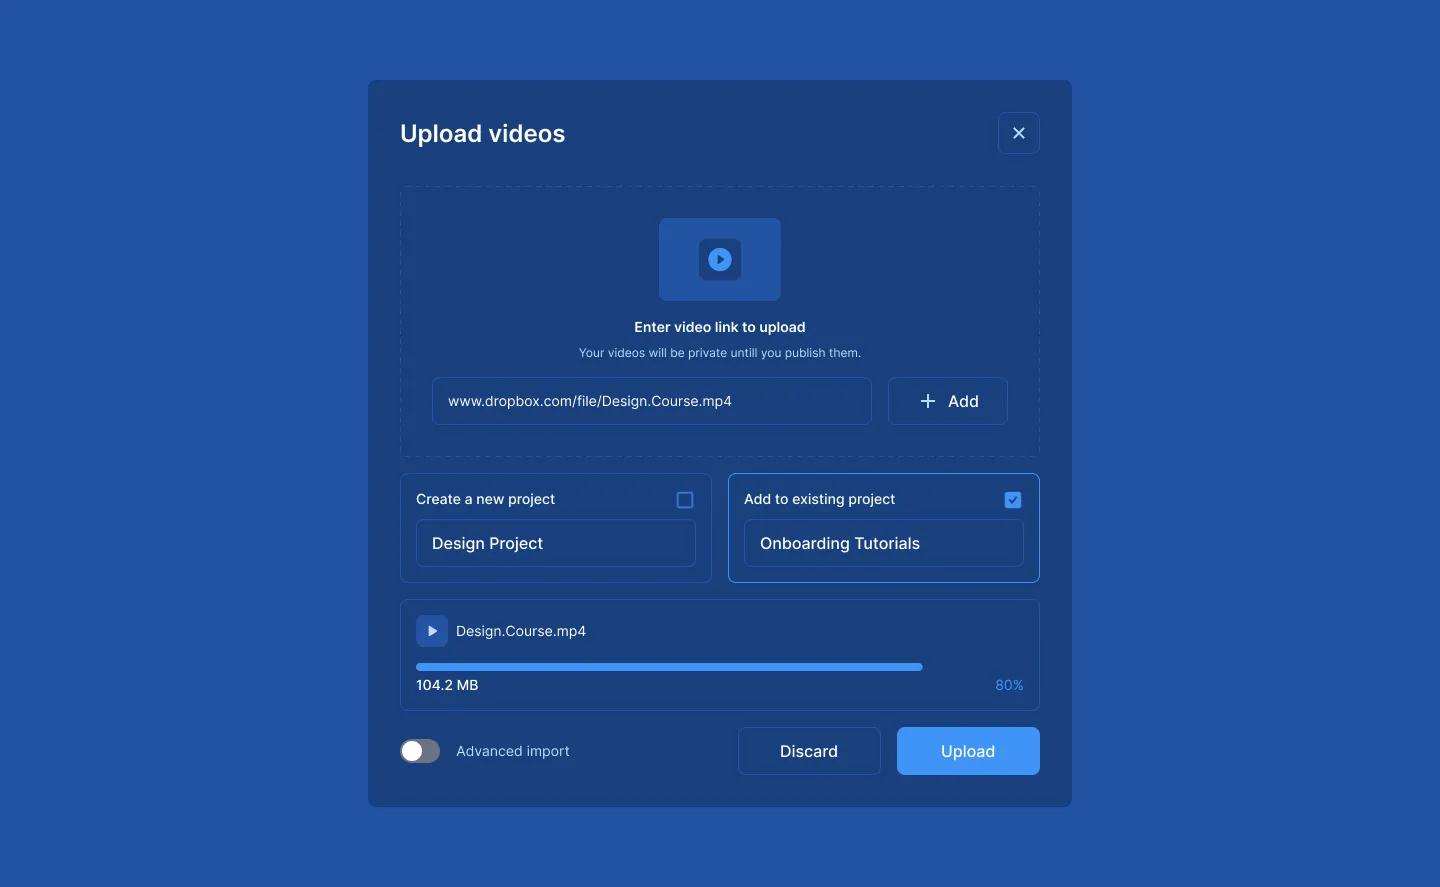 Upload videos
Enter video link to upload
Your videos will be private untill you publish them.
www.dropbox.com/file/Design.Course.mp4
Add
Create a new project
Design Project
Add to existing project
Onboarding Tutorials
Design.Course.mp4
104.2 MB
80%
Advanced import
Discard
Upload